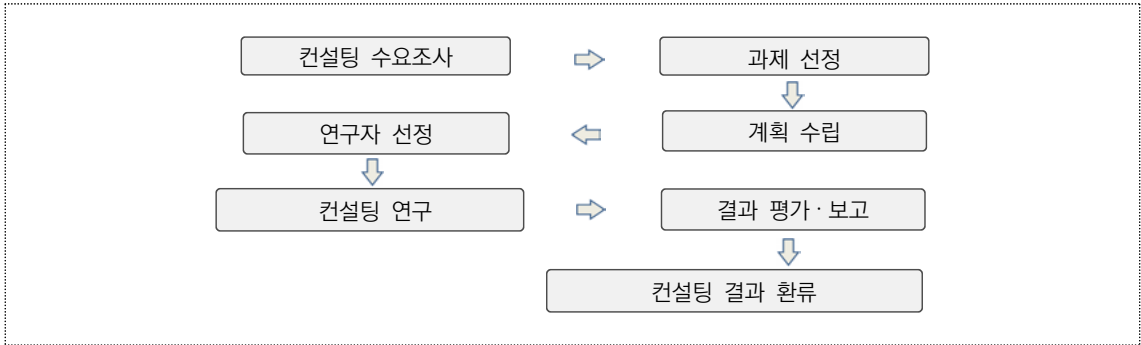 컨설팅 수요조사
과제 선정
계획 수립
연구자 선정
컨설팅 연구
결과 평가·보고
컨설팅 결과 환류